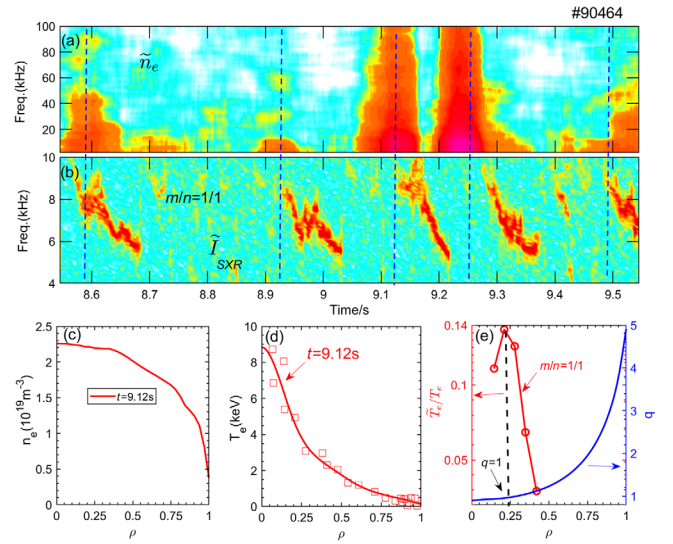 #90464
100
80
60
40
20
Freq.(kHz)
(a)
ñe
10
8
6
4
Freq.(kHz)
(b)
m/n=1/1
ĨSXR
8.6 8.7 8.8 8.9 9 9.1 9.2 9.3 9.4 9.5
Time/s
(c)
2.5
2
1.5
1
0.5
0
ne(10^19m-3)
t=9.12s
0 0.25 0.5 0.75 1
ρ
(d)
10
8
6
4
2
0
Te(keV)
t=9.12s
0 0.25 0.5 0.75 1
ρ
(e)
0.14
0.1
0.05
T̃e/Te
m/n=1/1
q=1
5
4
3
2
1
q
0 0.25 0.5 0.75 1
ρ